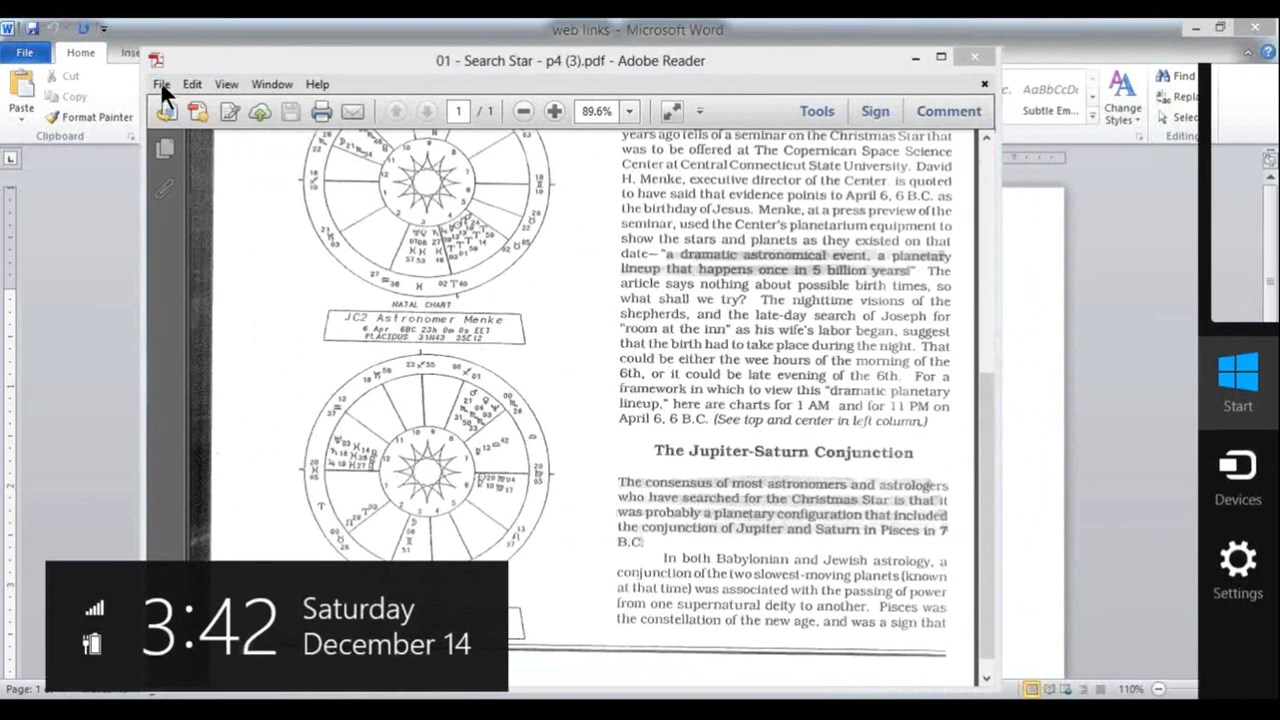 web links - Microsoft Word
File
Home
Inse
01 - Search Star - p4 (3).pdf - Adobe Reader
File Edit View Window Help
Paste
Cut
Copy
Format Painter
Clipboard
1 / 1
89.6%
Tools
Sign
Comment
AaBbCcDi
Subtle Em...
Change
Styles
Find
Repla
Selec
Editing
NATAL CHART
JC2 Astronomer Menke
6 Apr 6BC 23h 0m 0s EET
PLACIDUS 31N43 35E12
years ago tells of a seminar on the Christmas Star that
was to be offered at The Copernican Space Science
Center at Central Connecticut State University. David
H. Menke, executive director of the Center is quoted
to have said that evidence points to April 6, 6 B.C. as
the birthday of Jesus. Menke, at a press preview of the
seminar, used the Center's planetarium equipment to
show the stars and planets as they existed on that
date—"a dramatic astronomical event, a planetary
lineup that happens once in 5 billion years!" The
article says nothing about possible birth times, so
what shall we try? The nighttime visions of the
shepherds, and the late-day search of Joseph for
"room at the inn" as his wife's labor began, suggest
that the birth had to take place during the night. That
could be either the wee hours of the morning of the
6th, or it could be late evening of the 6th. For a
framework in which to view this "dramatic planetary
lineup," here are charts for 1 AM and for 11 PM on
April 6, 6 B.C. (See top and center in left column.)
The Jupiter-Saturn Conjunction
The consensus of most astronomers and astrologers
who have searched for the Christmas Star is that it
was probably a planetary configuration that included
the conjunction of Jupiter and Saturn in Pisces in 7
B.C.
In both Babylonian and Jewish astrology, a
conjunction of the two slowest-moving planets (known
at that time) was associated with the passing of power
from one supernatural deity to another. Pisces was
the constellation of the new age, and was a sign that
Start
Devices
Settings
3:42
Saturday
December 14
Page: 1
110%